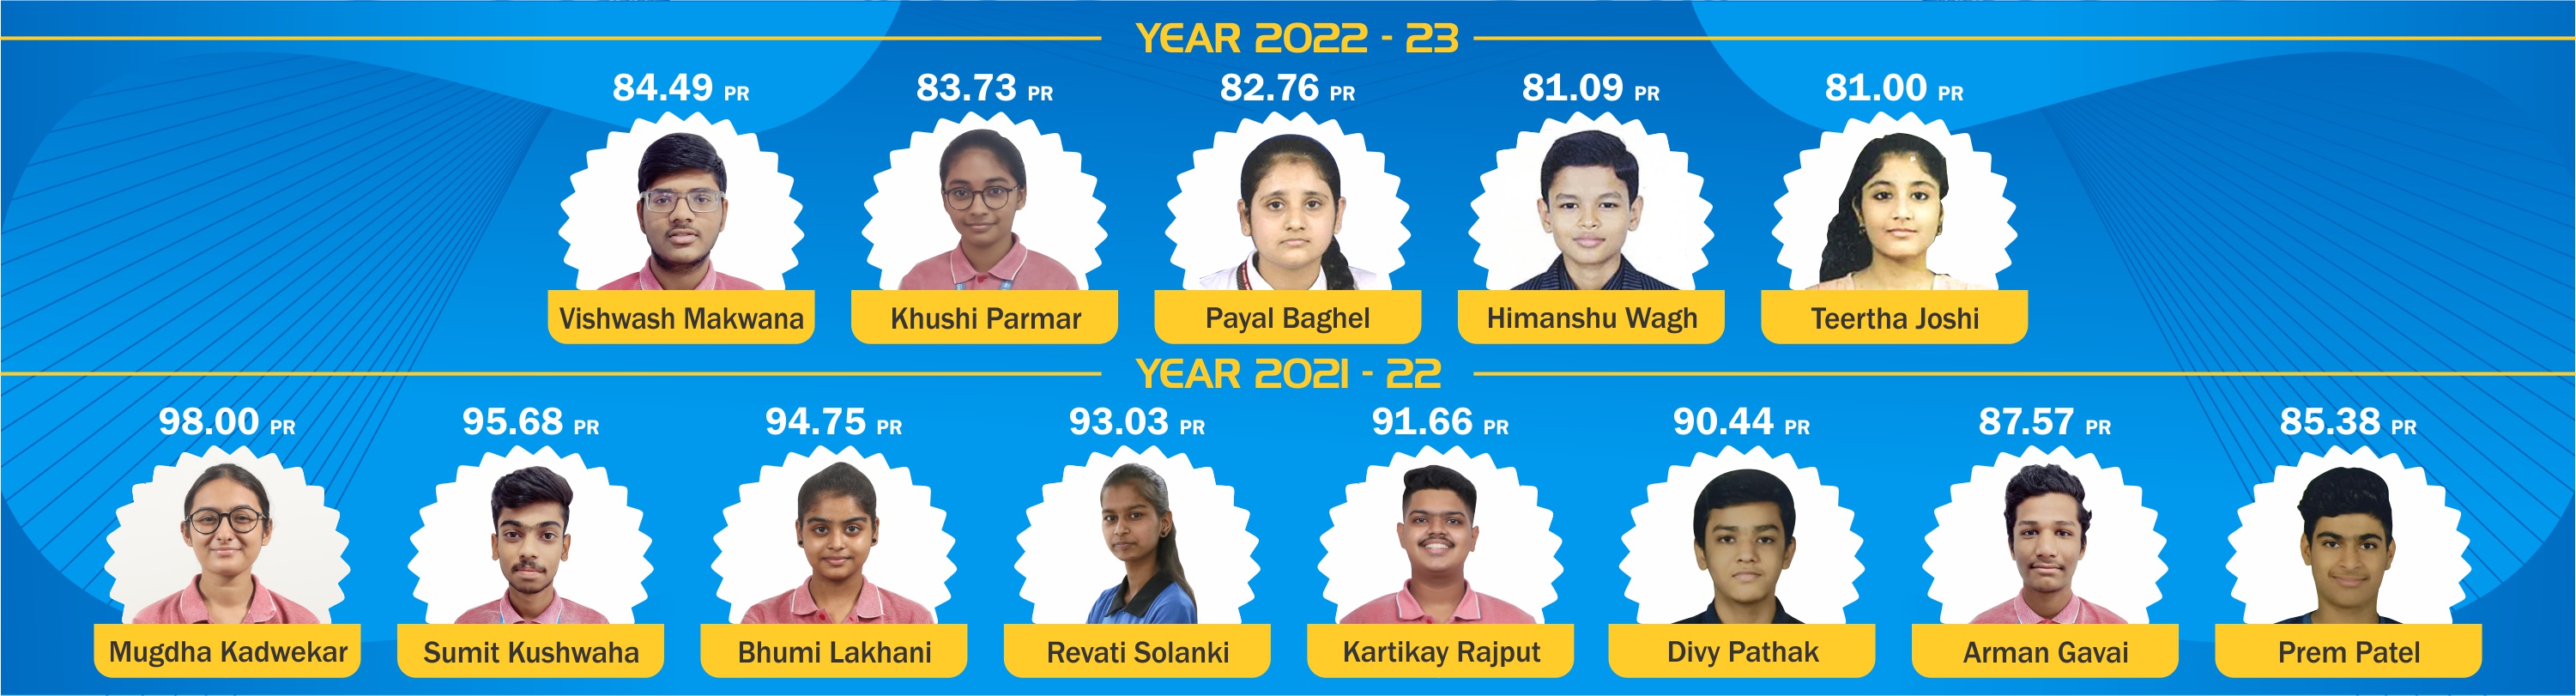 YEAR 2022 - 23
84.49 PR
83.73 PR
82.76 PR
81.09 PR
81.00 PR
Vishwash Makwana
Khushi Parmar
Payal Baghel
Himanshu Wagh
Teertha Joshi
YEAR 2021 - 22
98.00 PR
95.68 PR
94.75 PR
93.03 PR
91.66 PR
90.44 PR
87.57 PR
85.38 PR
Mugdha Kadwekar
Sumit Kushwaha
Bhumi Lakhani
Revati Solanki
Kartikay Rajput
Divy Pathak
Arman Gavai
Prem Patel